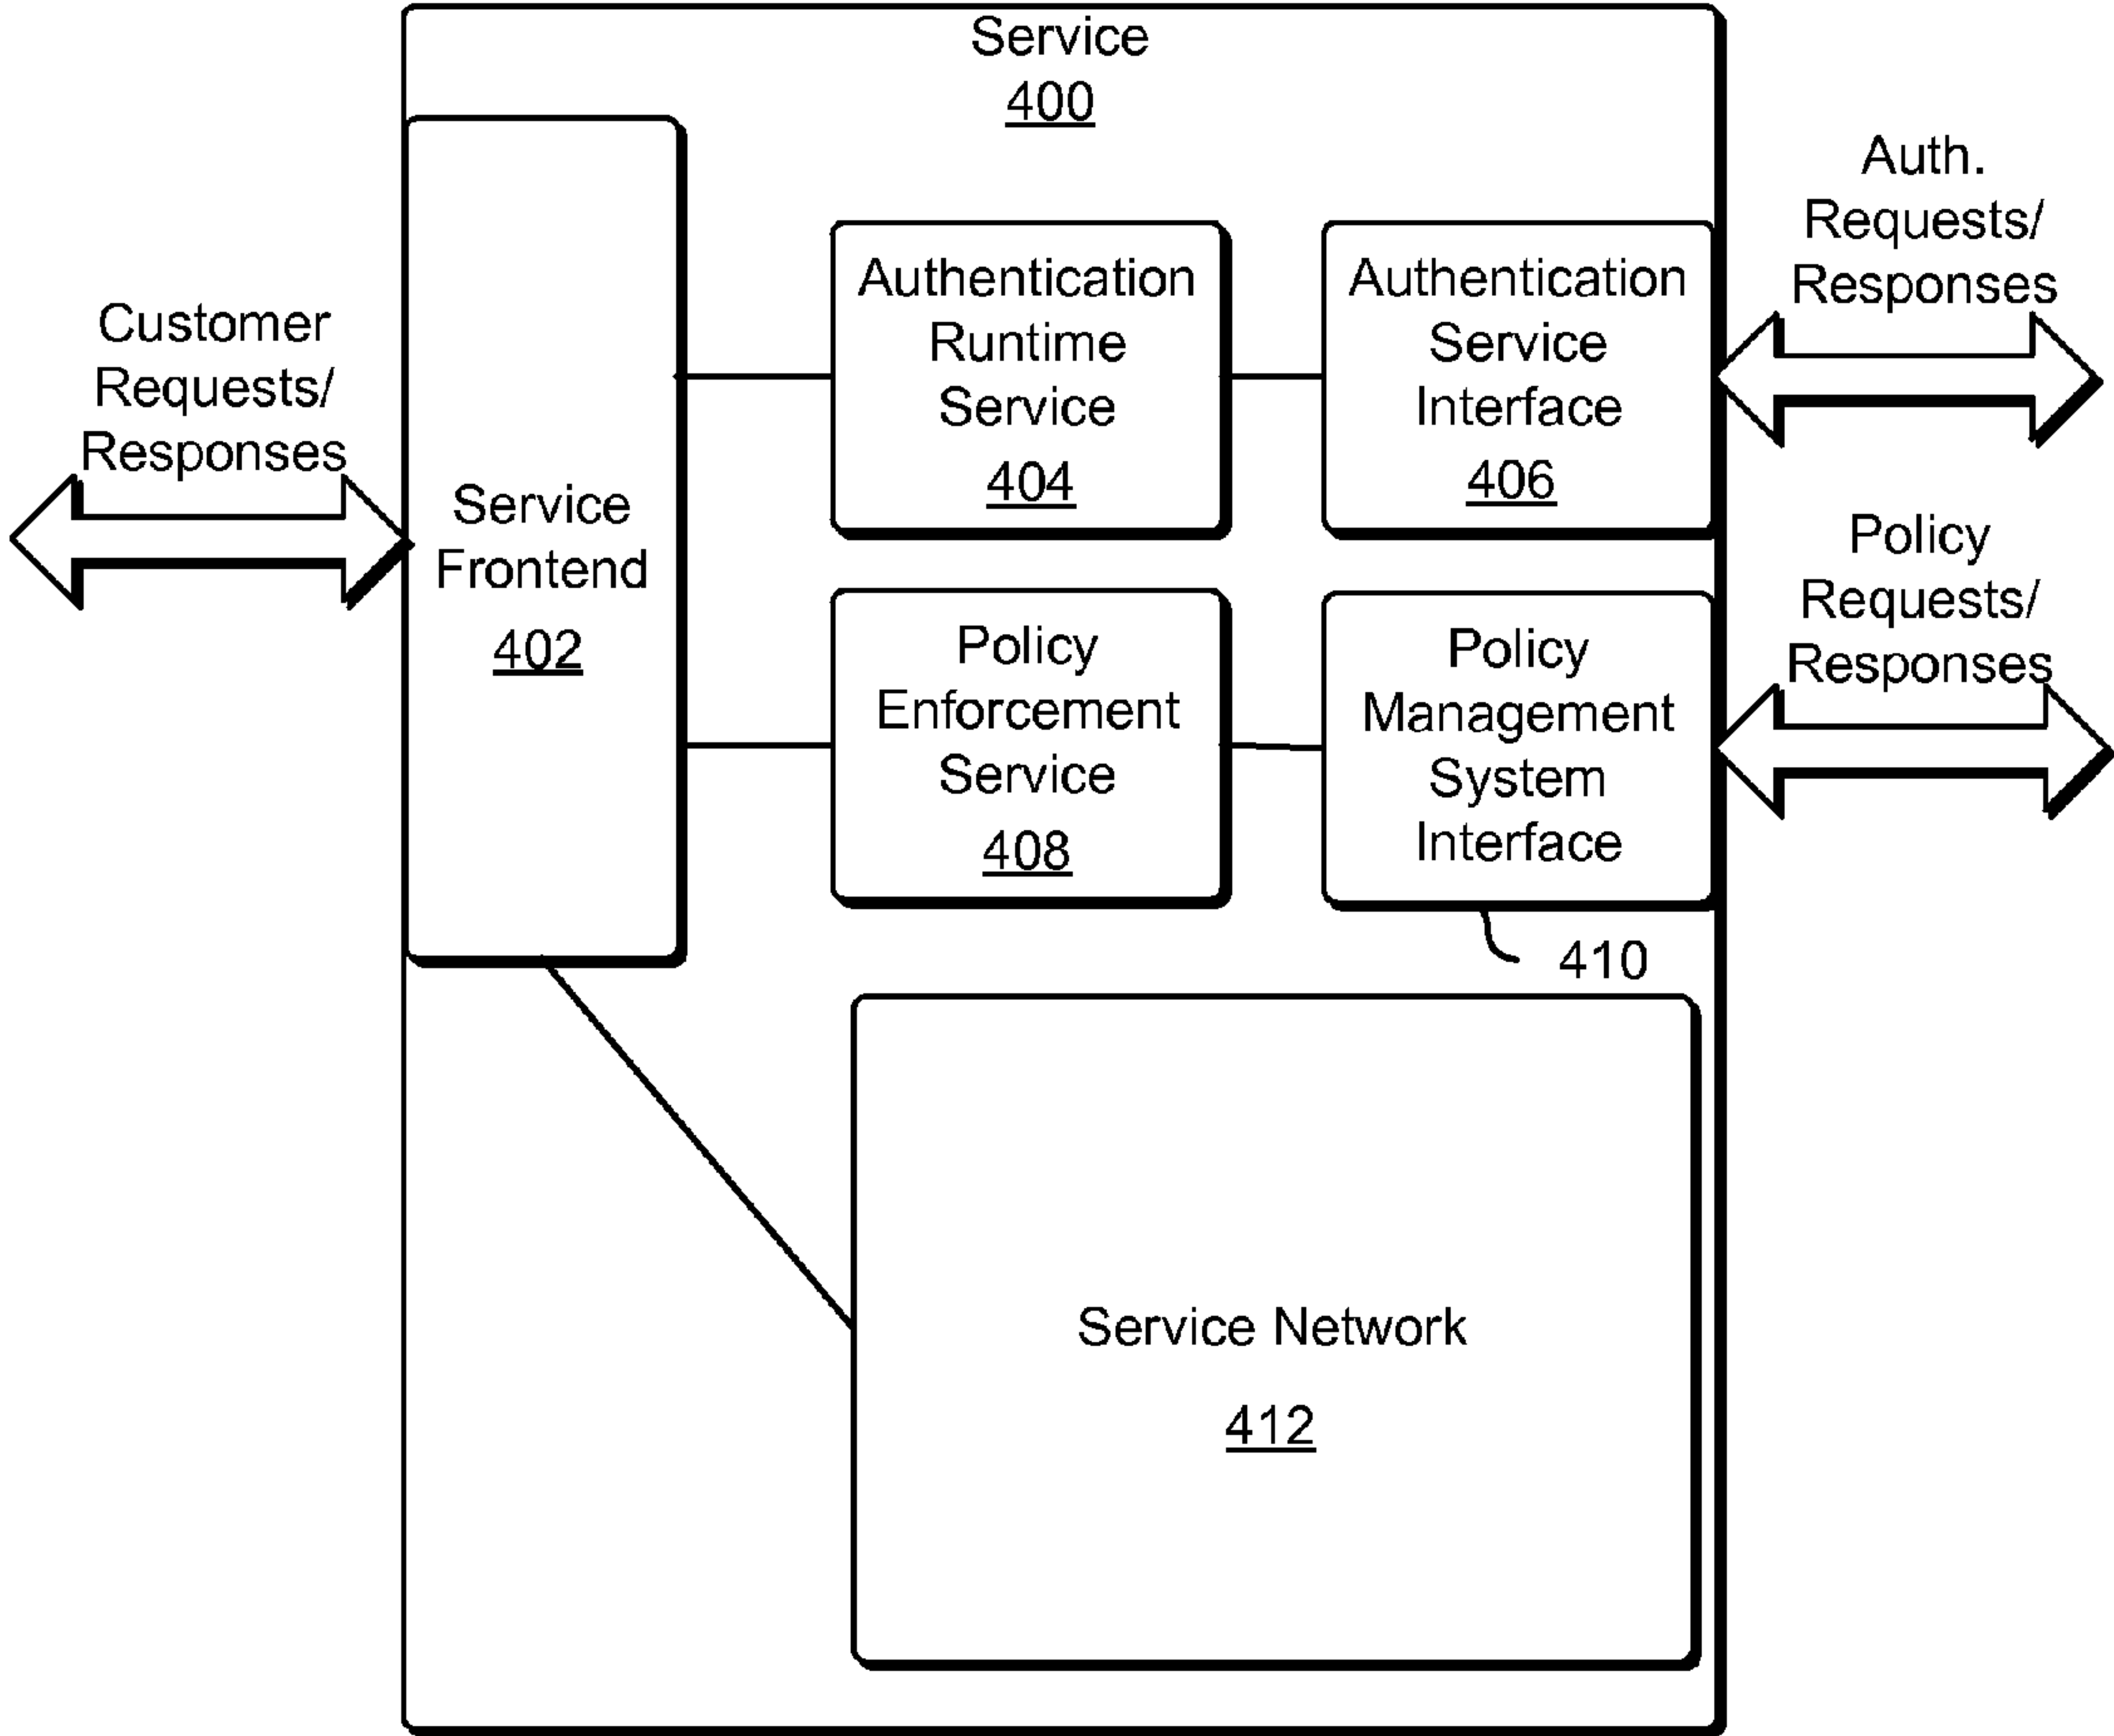 Service
400
Customer
Requests/
Responses
Service
Frontend
402
Authentication
Runtime
Service
404
Authentication
Service
Interface
406
Auth.
Requests/
Responses
Policy
Enforcement
Service
408
Policy
Management
System
Interface
410
Policy
Requests/
Responses
Service Network
412